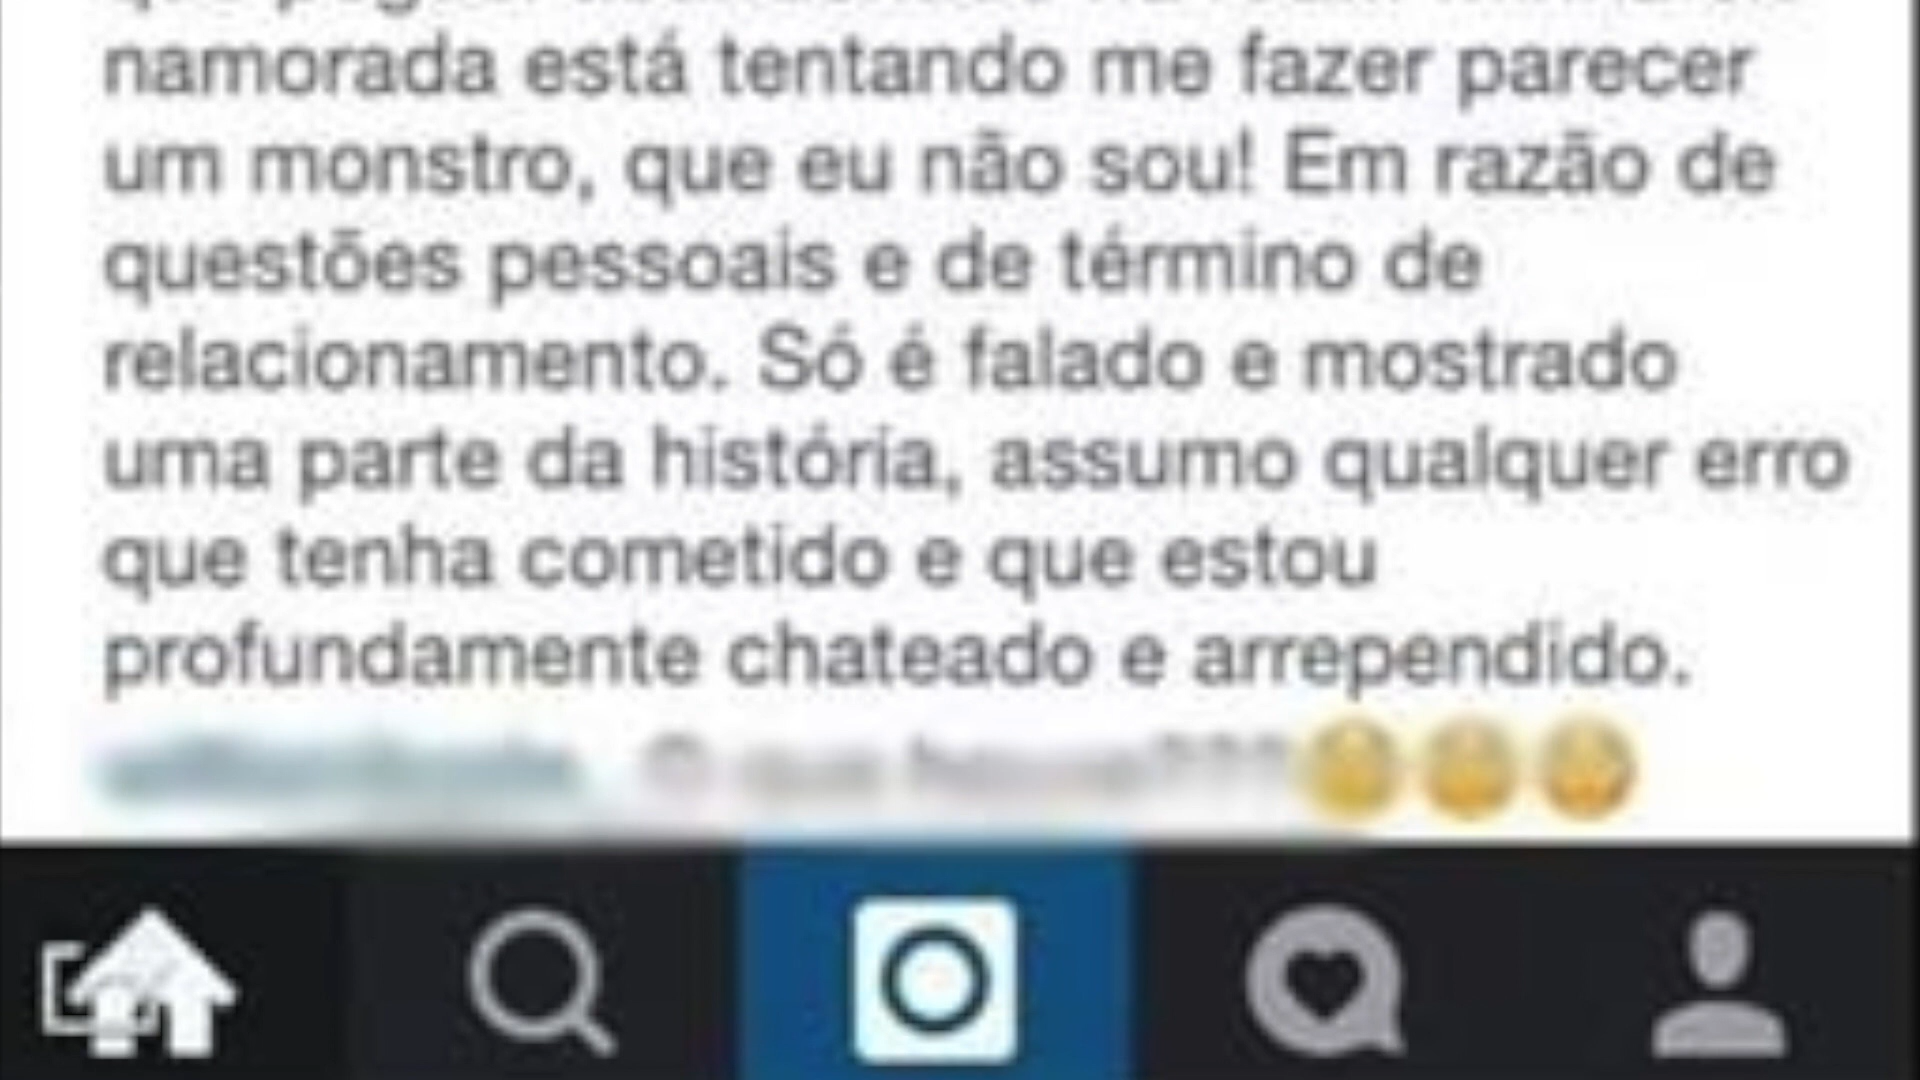 namorada está tentando me fazer parecer
um monstro, que eu não sou! Em razão de
questões pessoais e de término de
relacionamento. Só é falado e mostrado
uma parte da história, assumo qualquer erro
que tenha cometido e que estou
profundamente chateado e arrependido.